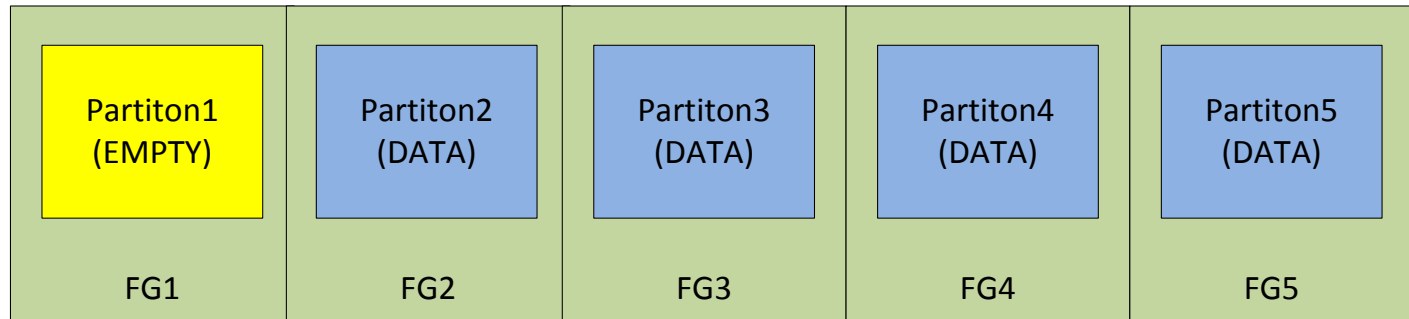 Partiton1
(EMPTY)
Partiton2
(DATA)
Partiton3
(DATA)
Partiton4
(DATA)
Partiton5
(DATA)
FG1
FG2
FG3
FG4
FG5